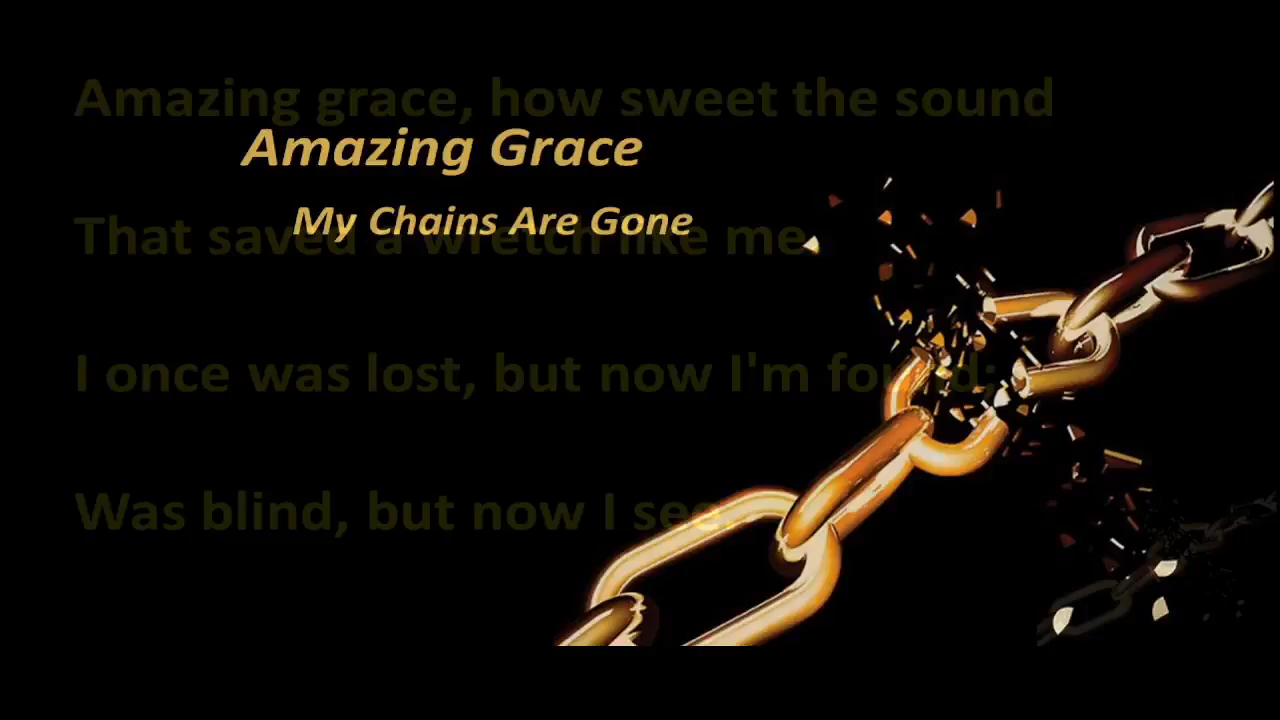 Amazing grace, how sweet the sound
Amazing Grace
My Chains Are Gone
That saved a wretch like me
I once was lost, but now I'm found;
Was blind, but now I see.